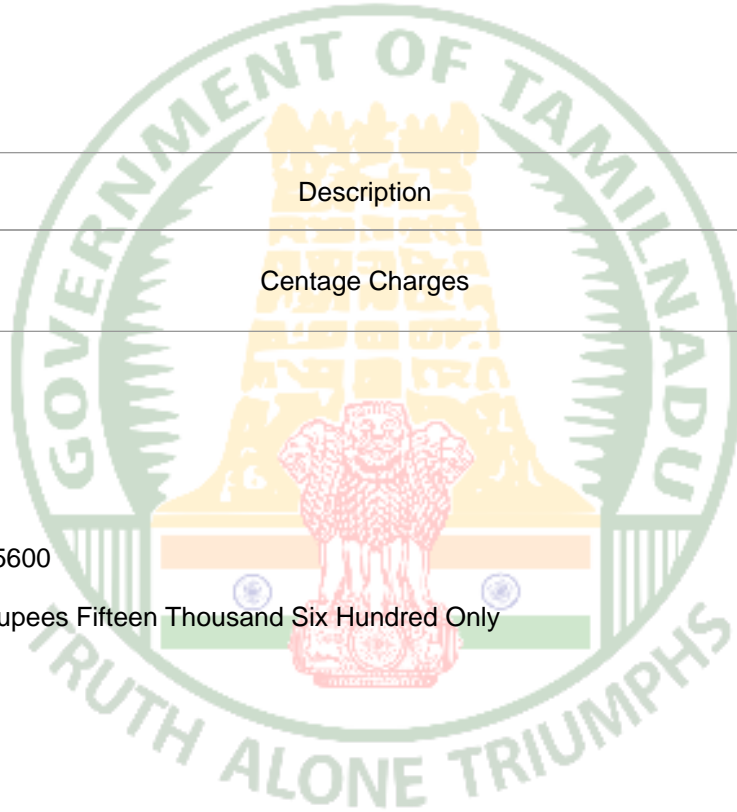 GOVERNMENT OF TAMILNADU
Description
Centage Charges
5600
upees Fifteen Thousand Six Hundred Only
TRUTH ALONE TRIUMPHS